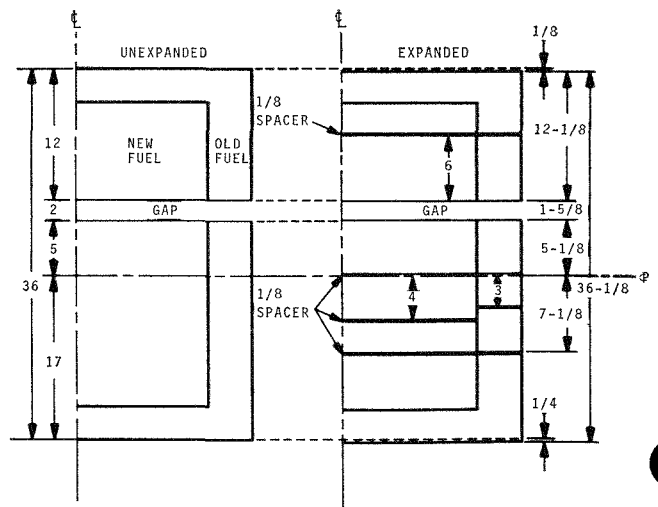 ℄ ℄
UNEXPANDED EXPANDED 1/8
1/8
SPACER
12 NEW
FUEL OLD
FUEL 6 12-1/8
2 GAP GAP 1-5/8
5 5-1/8
36 1/8
SPACER 4 3 36-1/8
7-1/8
17
1/4